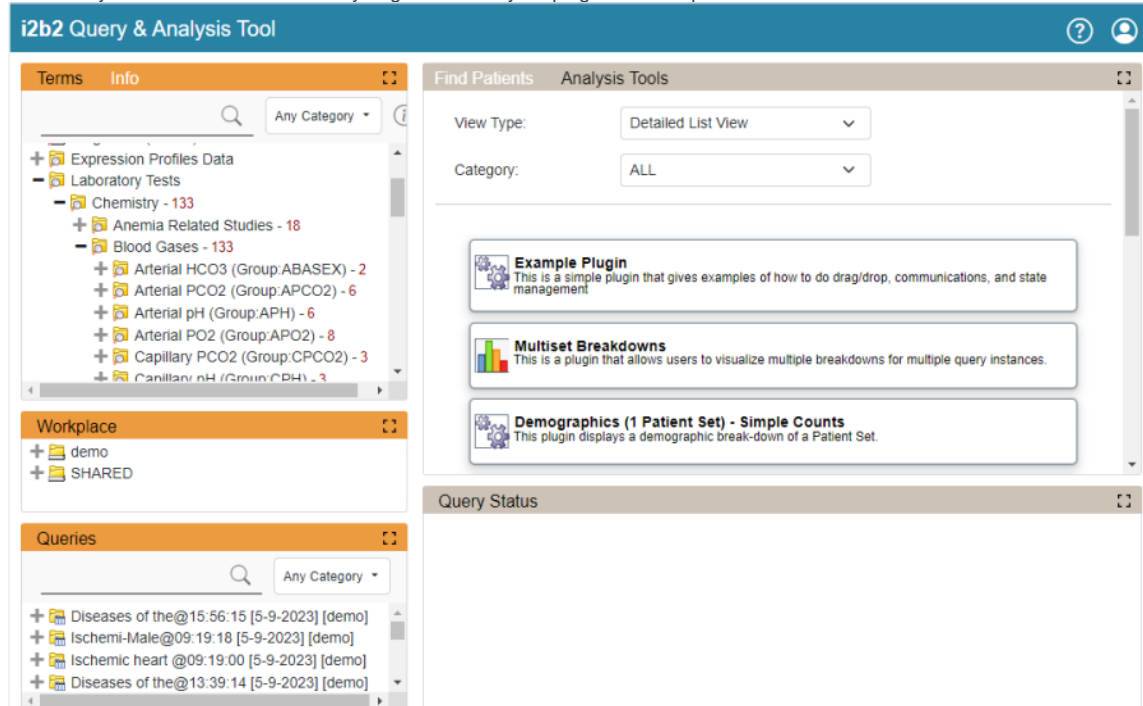 i2b2 Query & Analysis Tool
?
Terms Info
Any Category
Expression Profiles Data
Laboratory Tests
Chemistry - 133
Anemia Related Studies - 18
Blood Gases - 133
Arterial HCO3 (Group:ABASEX) - 2
Arterial PCO2 (Group:APCO2) - 6
Arterial pH (Group:APH) - 6
Arterial PO2 (Group:APO2) - 8
Capillary PCO2 (Group:CPCO2) - 3
Capillary pH (Group:CPH) - 3
Workplace
demo
SHARED
Queries
Any Category
Diseases of the@15:56:15 [5-9-2023] [demo]
Ischemi-Male@09:19:18 [5-9-2023] [demo]
Ischemic heart @09:19:00 [5-9-2023] [demo]
Diseases of the@13:39:14 [5-9-2023] [demo]
Find Patients Analysis Tools
View Type: Detailed List View
Category: ALL
Example Plugin
This is a simple plugin that gives examples of how to do drag/drop, communications, and state
management
Multiset Breakdowns
This is a plugin that allows users to visualize multiple breakdowns for multiple query instances.
Demographics (1 Patient Set) - Simple Counts
This plugin displays a demographic break-down of a Patient Set.
Query Status